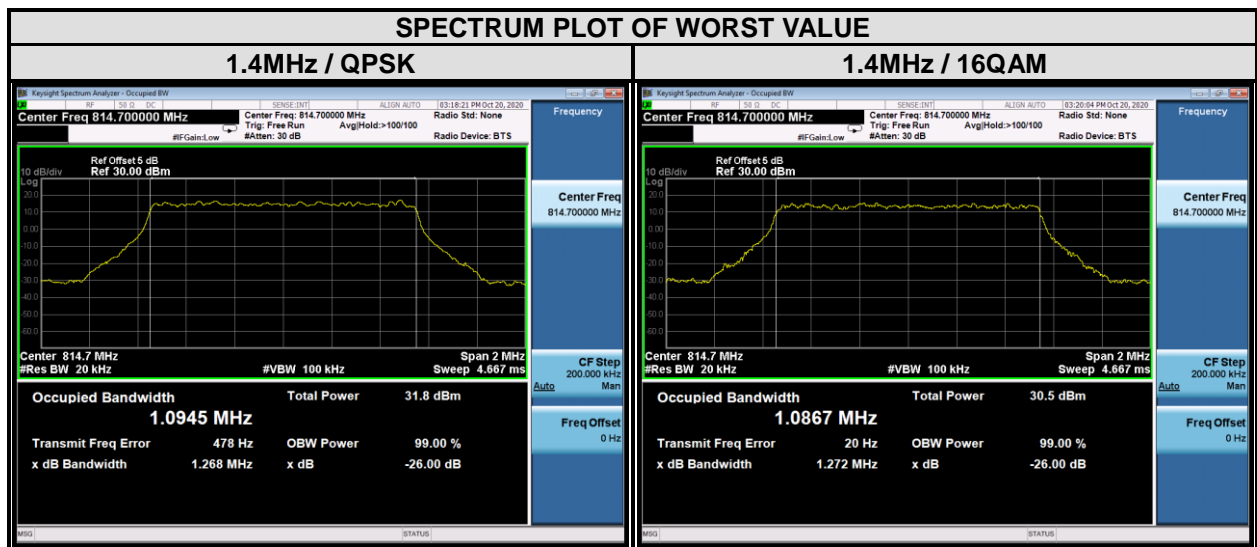 SPECTRUM PLOT OF WORST VALUE
1.4MHz / QPSK
1.4MHz / 16QAM
Keysight Spectrum Analyzer - Occupied BW
RF 50 Ω DC SENSE:INT ALIGN AUTO 03:18:21 PM Oct 20, 2020
Center Freq 814.700000 MHz
Center Freq: 814.700000 MHz
Radio Std: None
Trig: Free Run Avg|Hold:>100/100
#IFGain:Low #Atten: 30 dB Radio Device: BTS
Ref Offset 5 dB
10 dB/div Ref 30.00 dBm
Log
20.0
10.0
0.00
-10.0
-20.0
-30.0
-40.0
-50.0
-60.0
Center 814.7 MHz Span 2 MHz
#Res BW 20 kHz #VBW 100 kHz Sweep 4.667 ms
Occupied Bandwidth Total Power 31.8 dBm
1.0945 MHz
Transmit Freq Error 478 Hz OBW Power 99.00 %
x dB Bandwidth 1.268 MHz x dB -26.00 dB
MSG STATUS
Frequency
Center Freq
814.700000 MHz
CF Step
200.000 kHz
Auto Man
Freq Offset
0 Hz
Keysight Spectrum Analyzer - Occupied BW
RF 50 Ω DC SENSE:INT ALIGN AUTO 03:20:04 PM Oct 20, 2020
Center Freq 814.700000 MHz
Center Freq: 814.700000 MHz
Radio Std: None
Trig: Free Run Avg|Hold:>100/100
#IFGain:Low #Atten: 30 dB Radio Device: BTS
Ref Offset 5 dB
10 dB/div Ref 30.00 dBm
Log
20.0
10.0
0.00
-10.0
-20.0
-30.0
-40.0
-50.0
-60.0
Center 814.7 MHz Span 2 MHz
#Res BW 20 kHz #VBW 100 kHz Sweep 4.667 ms
Occupied Bandwidth Total Power 30.5 dBm
1.0867 MHz
Transmit Freq Error 20 Hz OBW Power 99.00 %
x dB Bandwidth 1.272 MHz x dB -26.00 dB
MSG STATUS
Frequency
Center Freq
814.700000 MHz
CF Step
200.000 kHz
Auto Man
Freq Offset
0 Hz